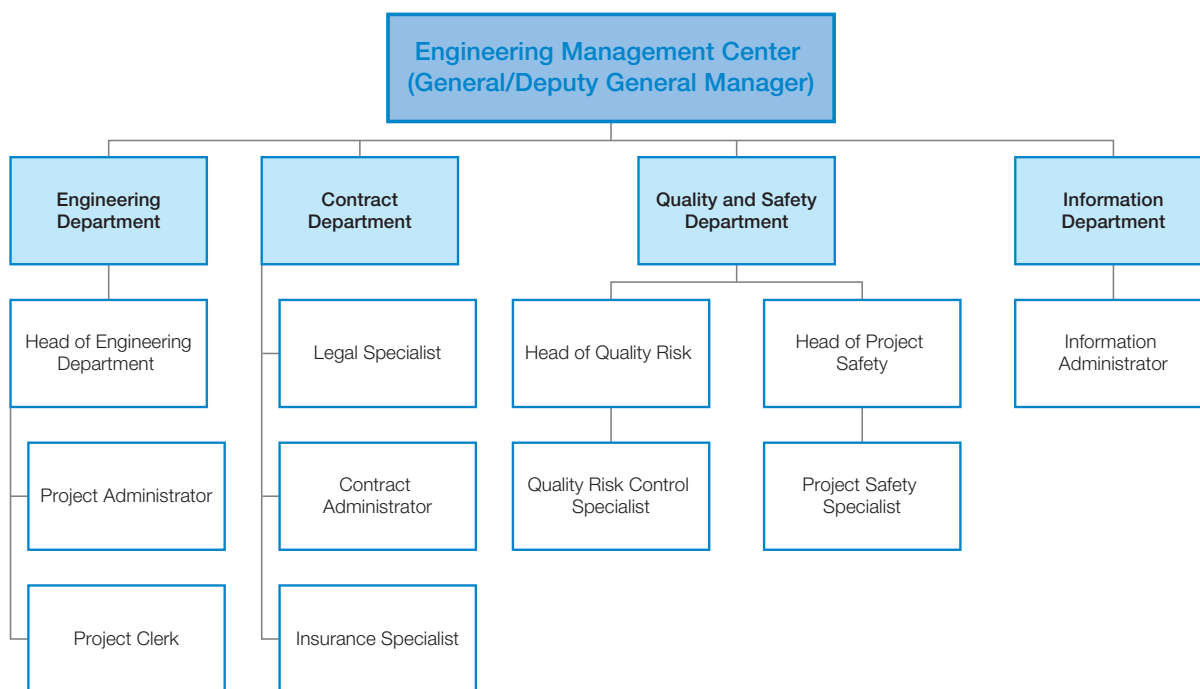 Engineering Management Center
(General/Deputy General Manager)
Engineering
Department
Contract
Department
Quality and Safety
Department
Information
Department
Head of Engineering
Department
Legal Specialist
Head of Quality Risk
Head of Project
Safety
Information
Administrator
Project Administrator
Contract
Administrator
Quality Risk Control
Specialist
Project Safety
Specialist
Project Clerk
Insurance Specialist